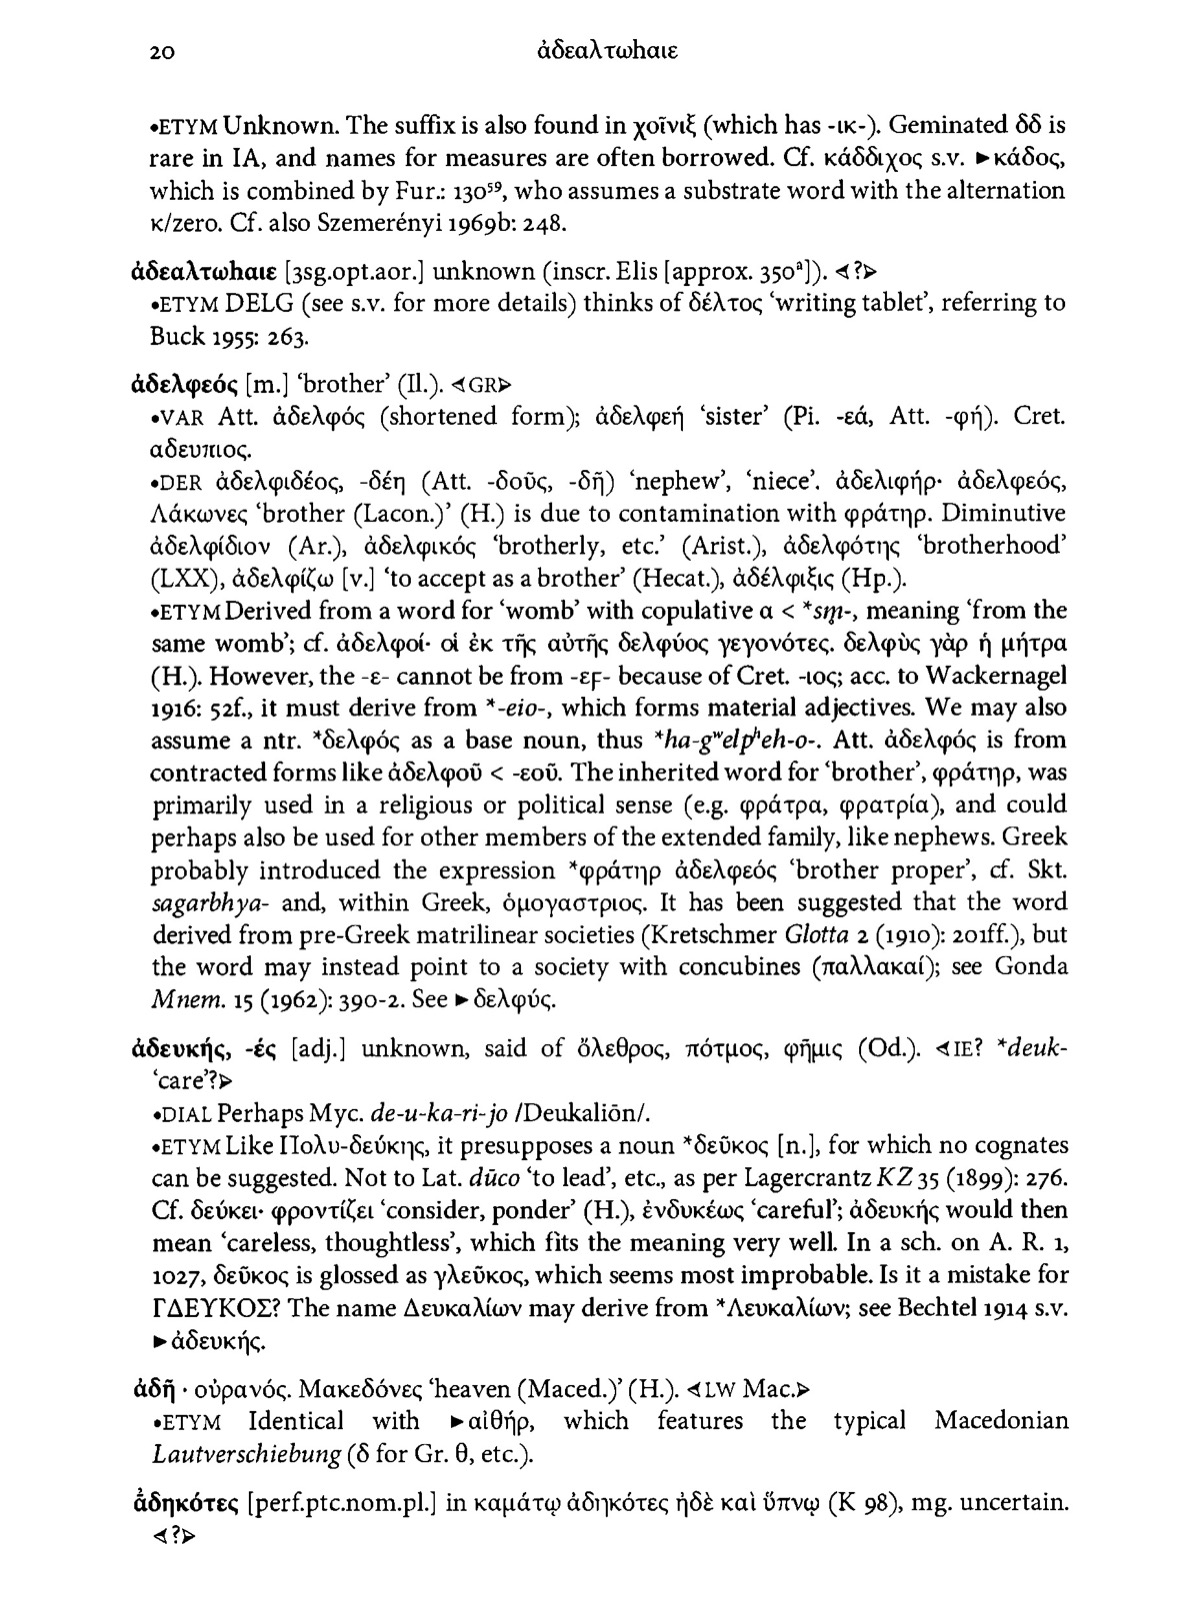 20 ἀδεαλτωhαιε
•ETYM Unknown. The suffix is also found in χοῖνιξ (which has -ικ-). Geminated δδ is
rare in IA, and names for measures are often borrowed. Cf. κάδδιχος s.v. ►κάδος,
which is combined by Fur.: 130⁵⁹, who assumes a substrate word with the alternation
κ/zero. Cf. also Szemerényi 1969b: 248.
ἀδεαλτωhαιε [3sg.opt.aor.] unknown (inscr. Elis [approx. 350ᵃ]). ⊲?⊳
•ETYM DELG (see s.v. for more details) thinks of δέλτος ‘writing tablet’, referring to
Buck 1955: 263.
ἀδελφεός [m.] ‘brother’ (Il.). ⊲GR⊳
•VAR Att. ἀδελφός (shortened form); ἀδελφεή ‘sister’ (Pi. -εά, Att. -φή). Cret.
αδευπιος.
•DER ἀδελφιδέος, -δέη (Att. -δοῦς, -δῆ) ‘nephew’, ‘niece’. ἀδελιφήρ· ἀδελφεός,
Λάκωνες ‘brother (Lacon.)’ (H.) is due to contamination with φράτηρ. Diminutive
ἀδελφίδιον (Ar.), ἀδελφικός ‘brotherly, etc.’ (Arist.), ἀδελφότης ‘brotherhood’
(LXX), ἀδελφίζω [v.] ‘to accept as a brother’ (Hecat.), ἀδέλφιξις (Hp.).
•ETYM Derived from a word for ‘womb’ with copulative α < *sm̥-, meaning ‘from the
same womb’; cf. ἀδελφοί· οἱ ἐκ τῆς αὐτῆς δελφύος γεγονότες. δελφὺς γὰρ ἡ μήτρα
(H.). However, the -ε- cannot be from -εϝ- because of Cret. -ιος; acc. to Wackernagel
1916: 52f., it must derive from *-eio-, which forms material adjectives. We may also
assume a ntr. *δελφός as a base noun, thus *ha-gʷelpʰeh-o-. Att. ἀδελφός is from
contracted forms like ἀδελφοῦ < -εοῦ. The inherited word for ‘brother’, φράτηρ, was
primarily used in a religious or political sense (e.g. φράτρα, φρατρία), and could
perhaps also be used for other members of the extended family, like nephews. Greek
probably introduced the expression *φράτηρ ἀδελφεός ‘brother proper’, cf. Skt.
sagarbhya- and, within Greek, ὁμογαστριος. It has been suggested that the word
derived from pre-Greek matrilinear societies (Kretschmer Glotta 2 (1910): 201ff.), but
the word may instead point to a society with concubines (παλλακαί); see Gonda
Mnem. 15 (1962): 390-2. See ►δελφύς.
ἀδευκής, -ές [adj.] unknown, said of ὄλεθρος, πότμος, φῆμις (Od.). ⊲IE? *deuk-
‘care’?⊳
•DIAL Perhaps Myc. de-u-ka-ri-jo /Deukaliōn/.
•ETYM Like Πολυ-δεύκης, it presupposes a noun *δεῦκος [n.], for which no cognates
can be suggested. Not to Lat. dūco ‘to lead’, etc., as per Lagercrantz KZ 35 (1899): 276.
Cf. δεύκει· φροντίζει ‘consider, ponder’ (H.), ἐνδυκέως ‘careful’; ἀδευκής would then
mean ‘careless, thoughtless’, which fits the meaning very well. In a sch. on A. R. 1,
1027, δεῦκος is glossed as γλεῦκος, which seems most improbable. Is it a mistake for
ΓΔΕΥΚΟΣ? The name Δευκαλίων may derive from *Λευκαλίων; see Bechtel 1914 s.v.
►ἀδευκής.
ἀδῆ · οὐρανός. Μακεδόνες ‘heaven (Maced.)’ (H.). ⊲LW Mac.⊳
•ETYM Identical with ►αἰθήρ, which features the typical Macedonian
Lautverschiebung (δ for Gr. θ, etc.).
ἀ̄δηκότες [perf.ptc.nom.pl.] in καμάτῳ ἀδηκότες ἠδὲ καὶ ὕπνῳ (Κ 98), mg. uncertain.
⊲?⊳